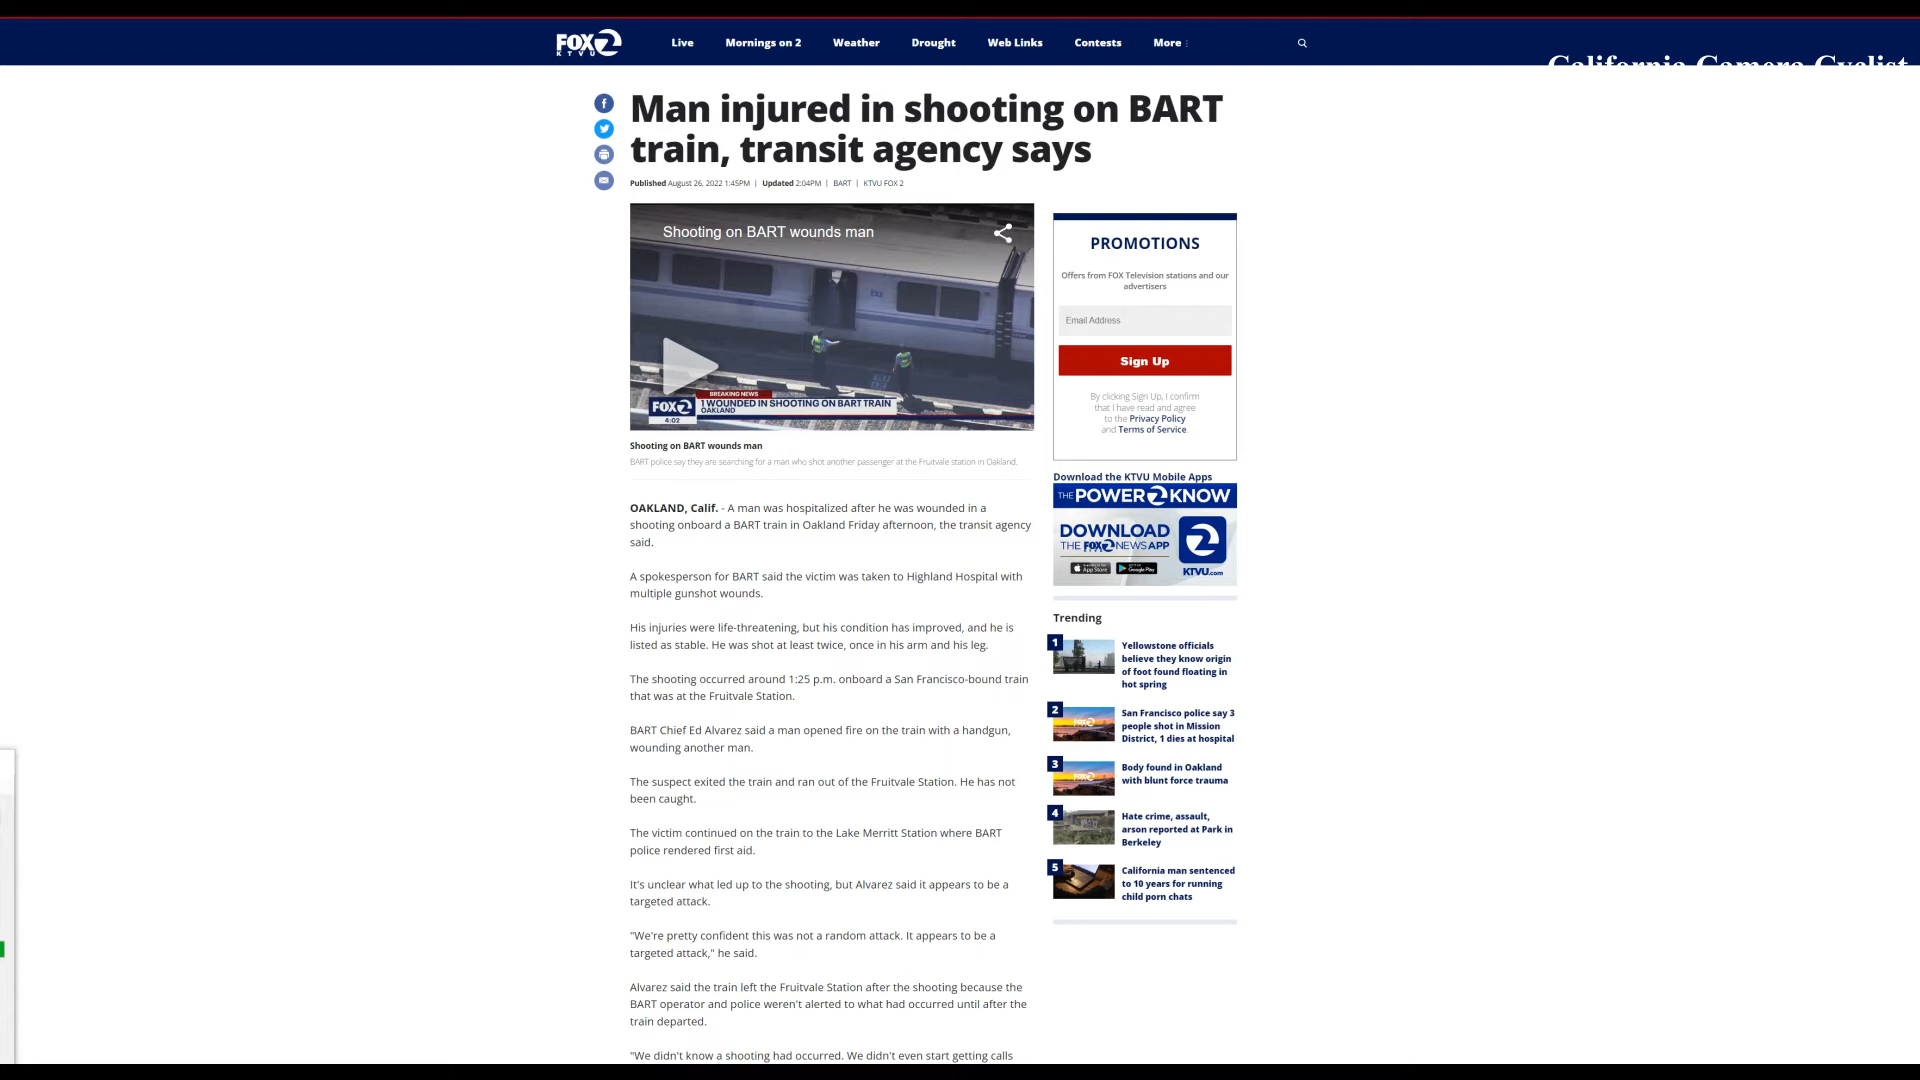 FOX 2
KTVU
Live
Mornings on 2
Weather
Drought
Web Links
Contests
More
California Camera Cyclist
Man injured in shooting on BART
train, transit agency says
Published August 26, 2022 1:45PM | Updated 2:04PM | BART | KTVU FOX 2
Shooting on BART wounds man
BREAKING NEWS
1 WOUNDED IN SHOOTING ON BART TRAIN
OAKLAND
FOX 2
4:02
Shooting on BART wounds man
BART police say they are searching for a man who shot another passenger at the Fruitvale station in Oakland.
OAKLAND, Calif. - A man was hospitalized after he was wounded in a
shooting onboard a BART train in Oakland Friday afternoon, the transit agency
said.
A spokesperson for BART said the victim was taken to Highland Hospital with
multiple gunshot wounds.
His injuries were life-threatening, but his condition has improved, and he is
listed as stable. He was shot at least twice, once in his arm and his leg.
The shooting occurred around 1:25 p.m. onboard a San Francisco-bound train
that was at the Fruitvale Station.
BART Chief Ed Alvarez said a man opened fire on the train with a handgun,
wounding another man.
The suspect exited the train and ran out of the Fruitvale Station. He has not
been caught.
The victim continued on the train to the Lake Merritt Station where BART
police rendered first aid.
It's unclear what led up to the shooting, but Alvarez said it appears to be a
targeted attack.
"We're pretty confident this was not a random attack. It appears to be a
targeted attack," he said.
Alvarez said the train left the Fruitvale Station after the shooting because the
BART operator and police weren't alerted to what had occurred until after the
train departed.
"We didn't know a shooting had occurred. We didn't even start getting calls
PROMOTIONS
Offers from FOX Television stations and our
advertisers
Email Address
Sign Up
By clicking Sign Up, I confirm
that I have read and agree
to the Privacy Policy
and Terms of Service.
Download the KTVU Mobile Apps
THE POWER 2 KNOW
DOWNLOAD
THE FOX 2 NEWS APP
App Store
Google Play
KTVU.com
Trending
1
Yellowstone officials
believe they know origin
of foot found floating in
hot spring
2
San Francisco police say 3
people shot in Mission
District, 1 dies at hospital
3
Body found in Oakland
with blunt force trauma
4
Hate crime, assault,
arson reported at Park in
Berkeley
5
California man sentenced
to 10 years for running
child porn chats